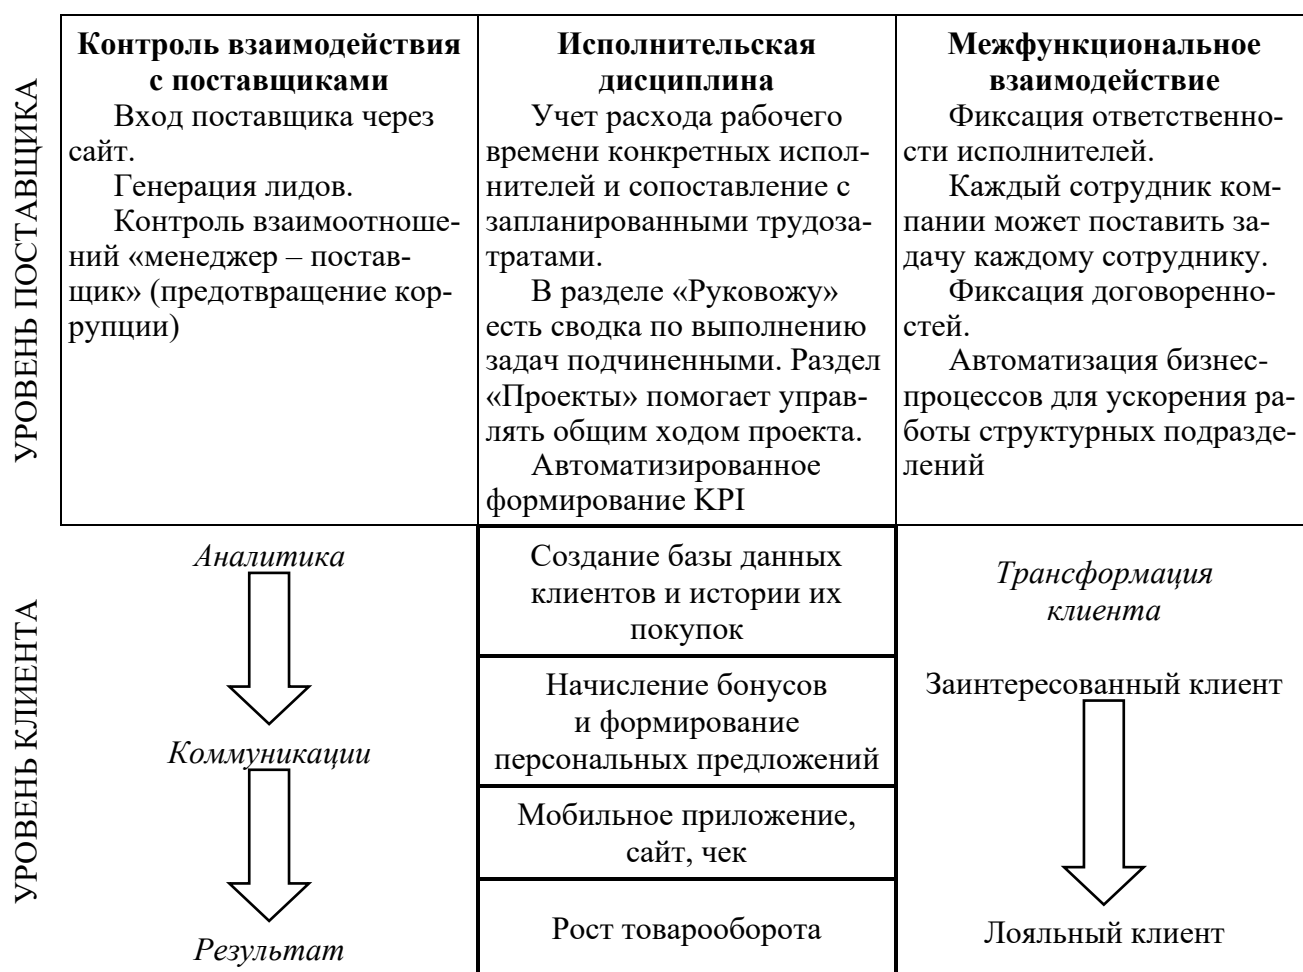 УРОВЕНЬ ПОСТАВЩИКА
Контроль взаимодействия
с поставщиками
Вход поставщика через
сайт.
Генерация лидов.
Контроль взаимоотноше-
ний «менеджер – постав-
щик» (предотвращение кор-
рупции)
Исполнительская
дисциплина
Учет расхода рабочего
времени конкретных испол-
нителей и сопоставление с
запланированными трудоза-
тратами.
В разделе «Руковожу»
есть сводка по выполнению
задач подчиненными. Раздел
«Проекты» помогает управ-
лять общим ходом проекта.
Автоматизированное
формирование KPI
Межфункциональное
взаимодействие
Фиксация ответственно-
сти исполнителей.
Каждый сотрудник ком-
пании может поставить за-
дачу каждому сотруднику.
Фиксация договоренно-
стей.
Автоматизация бизнес-
процессов для ускорения ра-
боты структурных подразде-
лений
УРОВЕНЬ КЛИЕНТА
Аналитика
Коммуникации
Результат
Создание базы данных
клиентов и истории их
покупок
Начисление бонусов
и формирование
персональных предложений
Мобильное приложение,
сайт, чек
Рост товарооборота
Трансформация
клиента
Заинтересованный клиент
Лояльный клиент